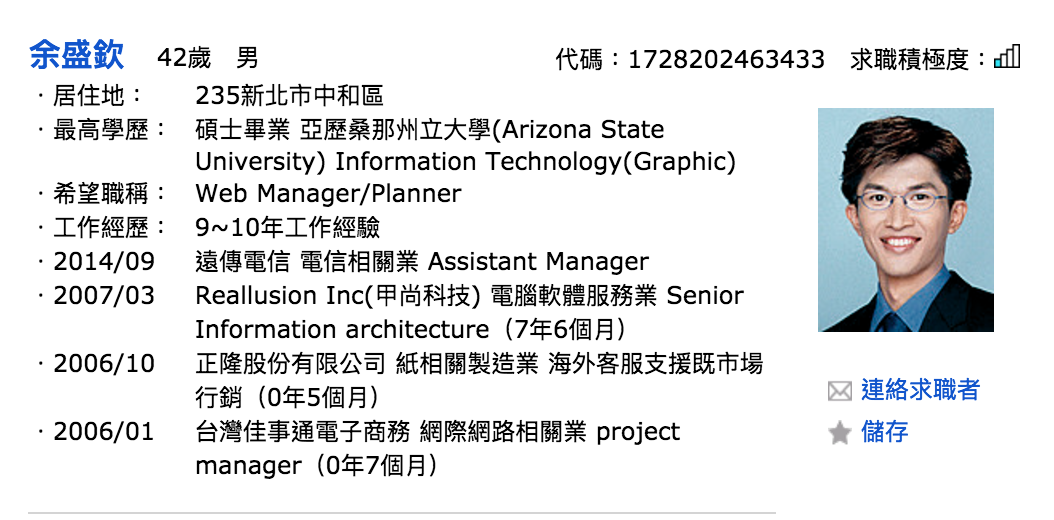 余盛欽 42歲 男 代碼：1728202463433 求職積極度：
· 居住地： 235新北市中和區
· 最高學歷： 碩士畢業 亞歷桑那州立大學(Arizona State
University) Information Technology(Graphic)
· 希望職稱： Web Manager/Planner
· 工作經歷： 9~10年工作經驗
· 2014/09 遠傳電信 電信相關業 Assistant Manager
· 2007/03 Reallusion Inc(甲尚科技) 電腦軟體服務業 Senior
Information architecture（7年6個月）
· 2006/10 正隆股份有限公司 紙相關製造業 海外客服支援既市場
行銷（0年5個月）
· 2006/01 台灣佳事通電子商務 網際網路相關業 project
manager（0年7個月）
連絡求職者
儲存